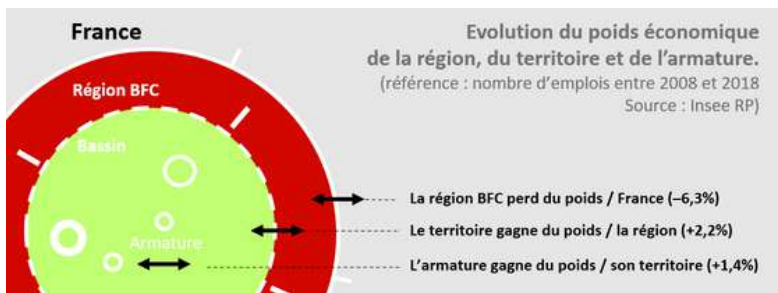 France
Evolution du poids économique
de la région, du territoire et de l’armature.
(référence : nombre d’emplois entre 2008 et 2018
Source : Insee RP)
Région BFC
Bassin
Armature
La région BFC perd du poids / France (–6,3%)
Le territoire gagne du poids / la région (+2,2%)
L’armature gagne du poids / son territoire (+1,4%)